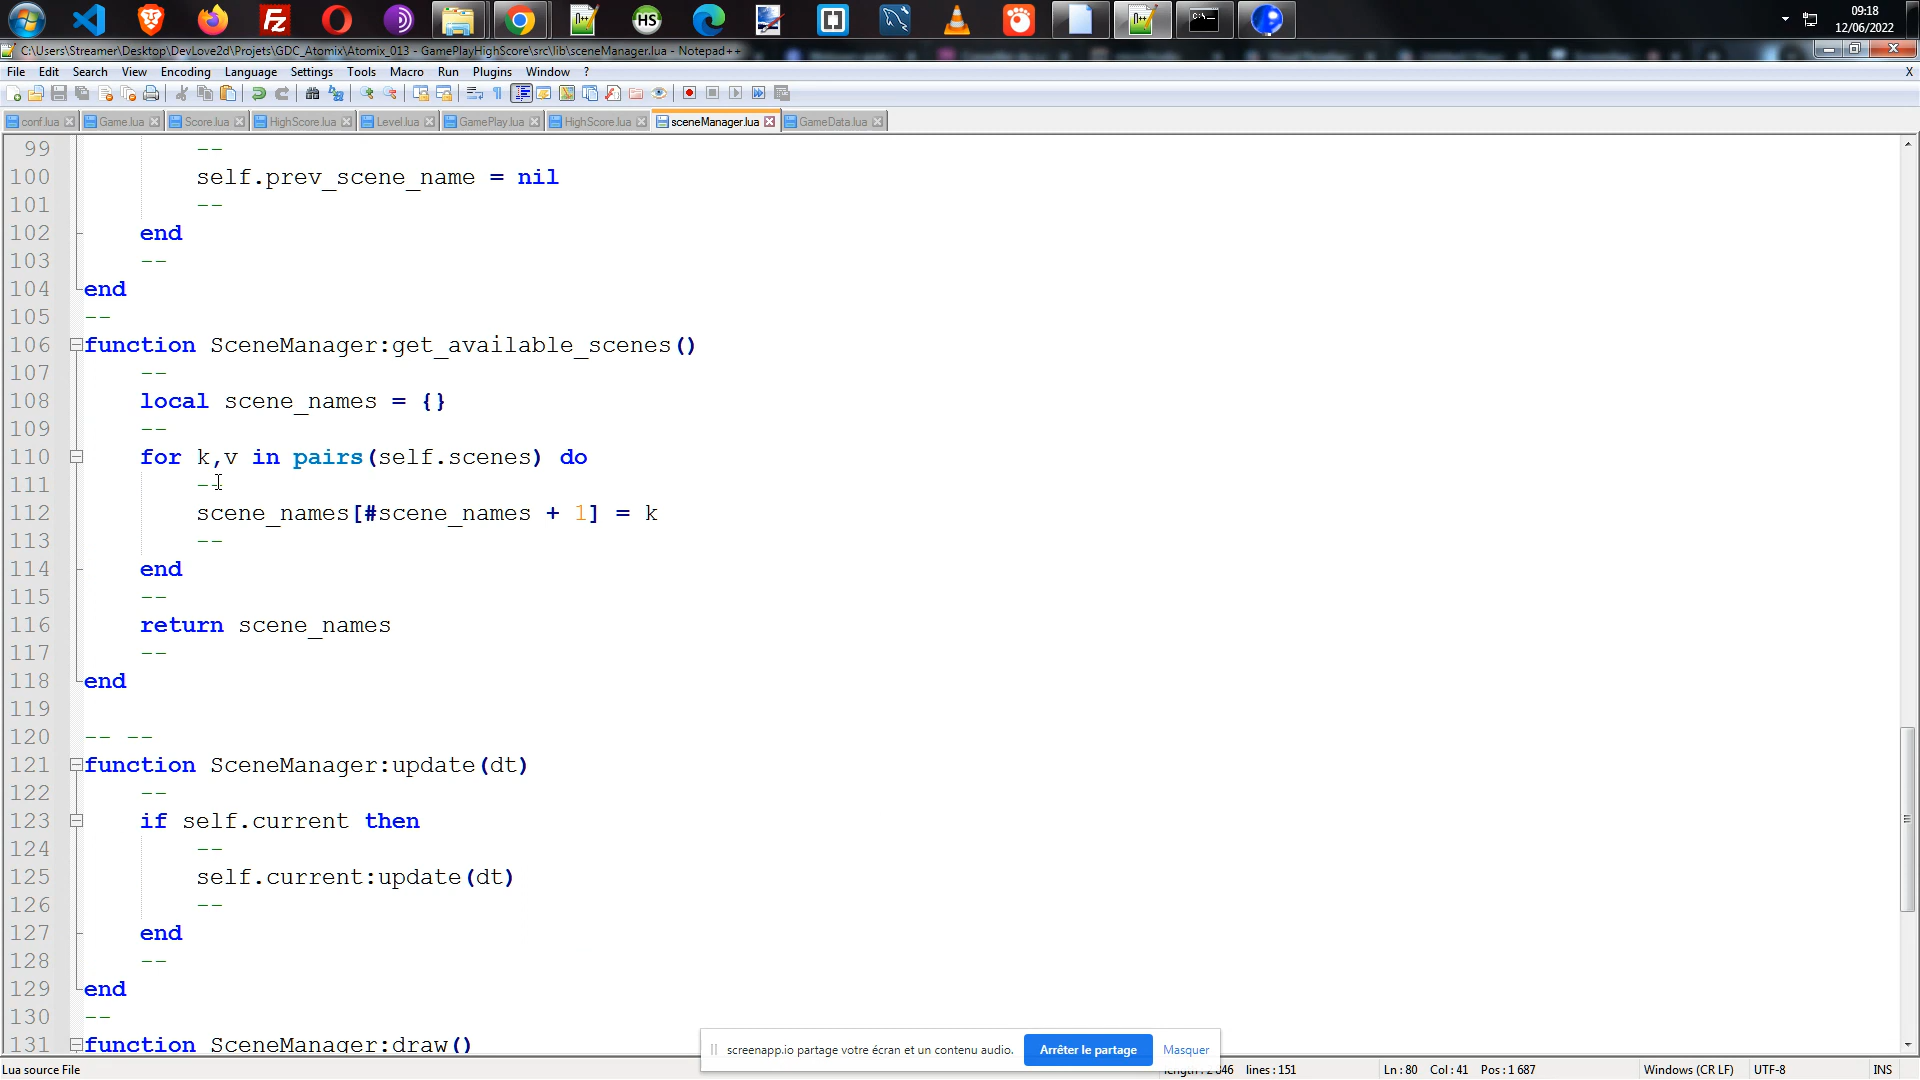 09:18
12/06/2022
C:\Users\Streamer\Desktop\DevLove2d\Projets\GDC_Atomix\Atomix_013 - GamePlayHighScore\src\lib\sceneManager.lua - Notepad++
File Edit Search View Encoding Language Settings Tools Macro Run Plugins Window ? X
conf.lua Game.lua Score.lua HighScore.lua Level.lua GamePlay.lua HighScore.lua sceneManager.lua GameData.lua
99 --
100 self.prev_scene_name = nil
101 --
102 end
103 --
104 end
105 --
106 function SceneManager:get_available_scenes()
107 --
108 local scene_names = {}
109 --
110 for k,v in pairs(self.scenes) do
111 --
112 scene_names[#scene_names + 1] = k
113 --
114 end
115 --
116 return scene_names
117 --
118 end
119
120 -- --
121 function SceneManager:update(dt)
122 --
123 if self.current then
124 --
125 self.current:update(dt)
126 --
127 end
128 --
129 end
130 --
131 function SceneManager:draw()
screenapp.io partage votre écran et un contenu audio. Arrêter le partage Masquer
Lua source File lines : 151 Ln : 80 Col : 41 Pos : 1 687 Windows (CR LF) UTF-8 INS